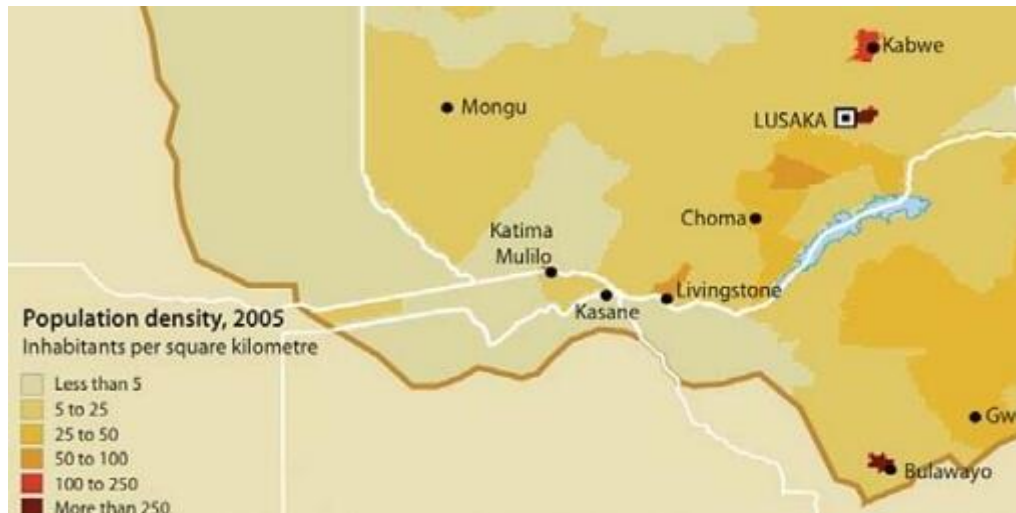 Kabwe
Mongu
LUSAKA
Choma
Katima
Mulilo
Livingstone
Kasane
Population density, 2005
Inhabitants per square kilometre
Less than 5
5 to 25
25 to 50
50 to 100
100 to 250
More than 250
Gw
Bulawayo